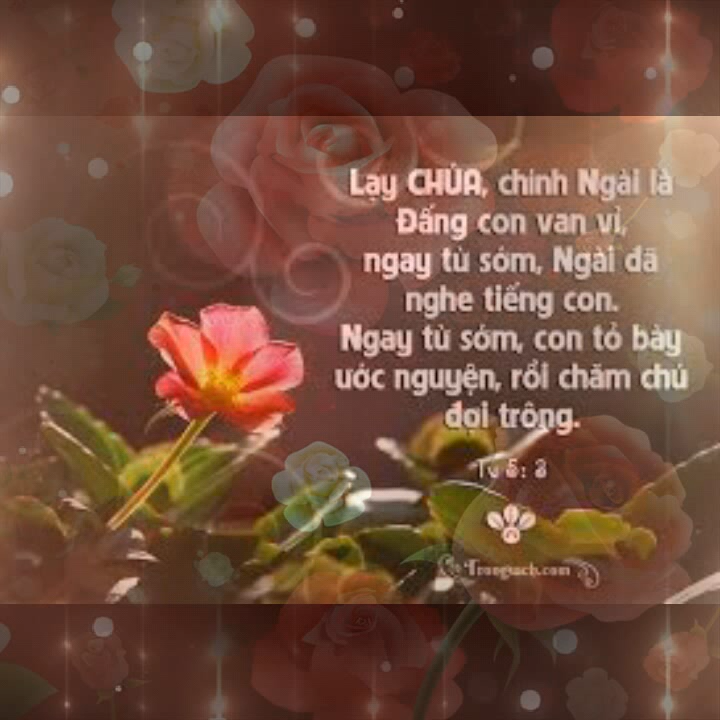 Lạy CHÚA, chính Ngài là
Đấng con van vỉ,
ngay từ sớm, Ngài đã
nghe tiếng con.
Ngay từ sớm, con tỏ bày
ước nguyện, rồi chăm chú
đợi trông.
Tv 5: 3